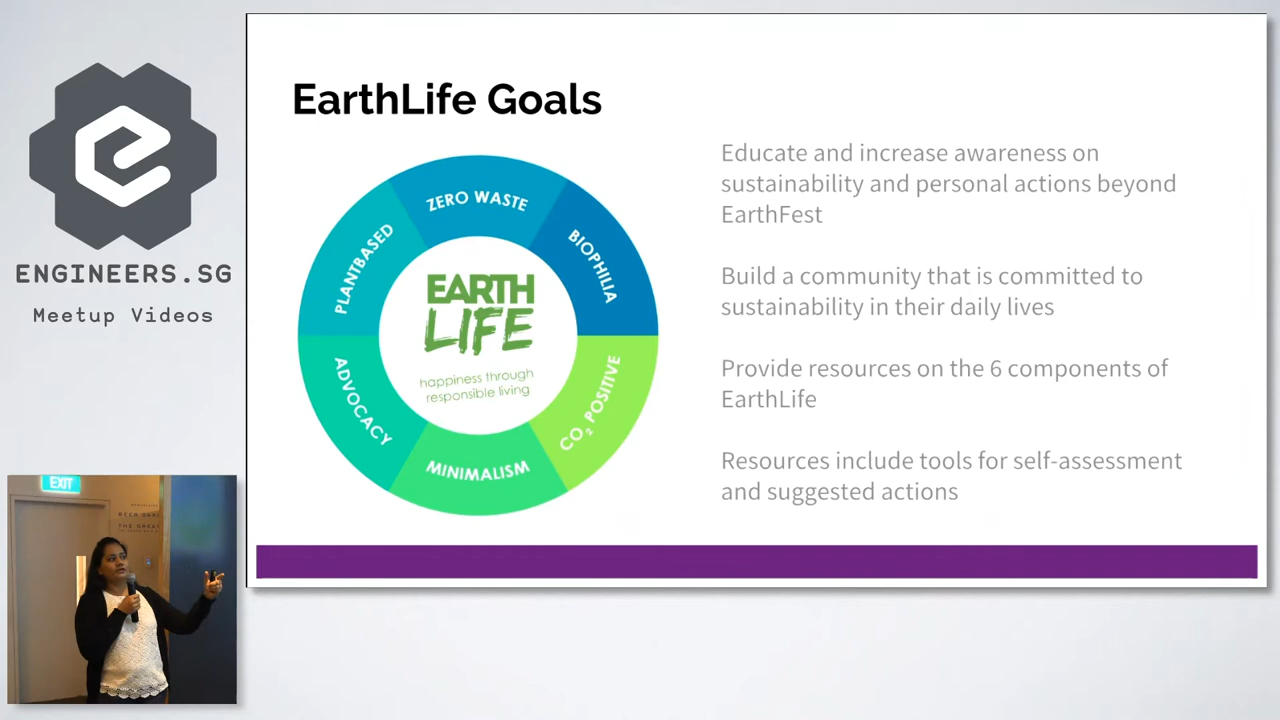 ENGINEERS.SG
Meetup Videos
EarthLife Goals
ZERO WASTE
BIOPHILIA
CO₂ POSITIVE
MINIMALISM
ADVOCACY
PLANTBASED
EARTH
LIFE
happiness through
responsible living
Educate and increase awareness on
sustainability and personal actions beyond
EarthFest
Build a community that is committed to
sustainability in their daily lives
Provide resources on the 6 components of
EarthLife
Resources include tools for self-assessment
and suggested actions
EXIT
THE GREAT